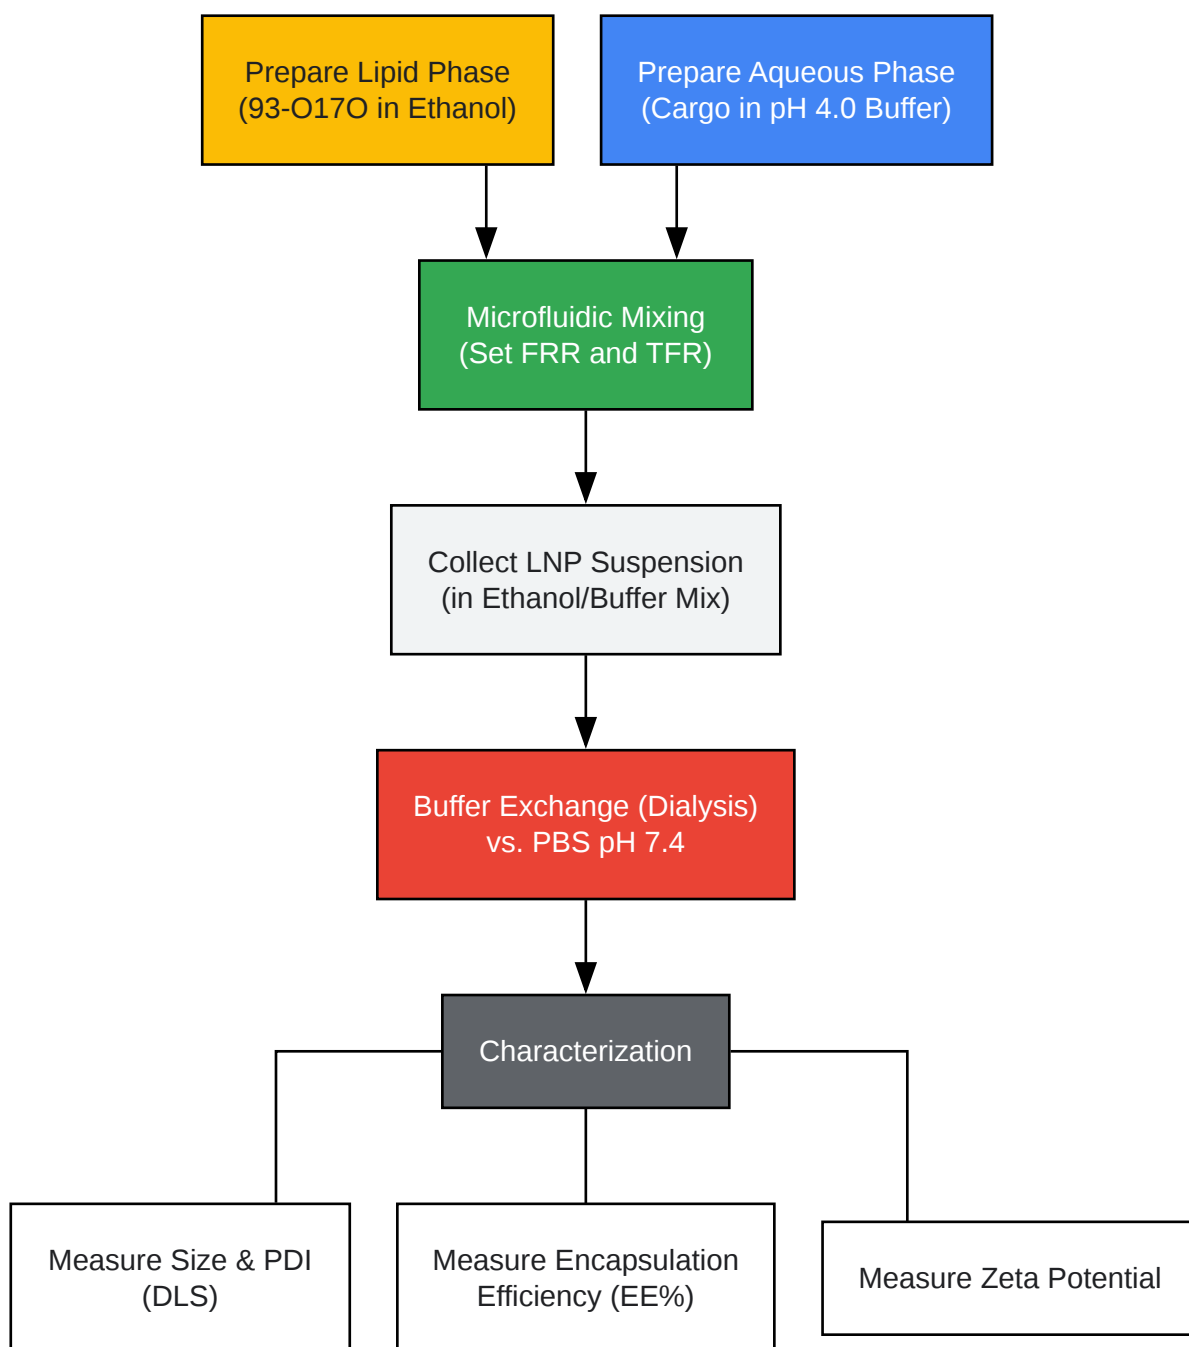 Prepare Lipid Phase
(93-O17O in Ethanol)
Prepare Aqueous Phase
(Cargo in pH 4.0 Buffer)
Microfluidic Mixing
(Set FRR and TFR)
Collect LNP Suspension
(in Ethanol/Buffer Mix)
Buffer Exchange (Dialysis)
vs. PBS pH 7.4
Characterization
Measure Size & PDI
(DLS)
Measure Encapsulation
Efficiency (EE%)
Measure Zeta Potential